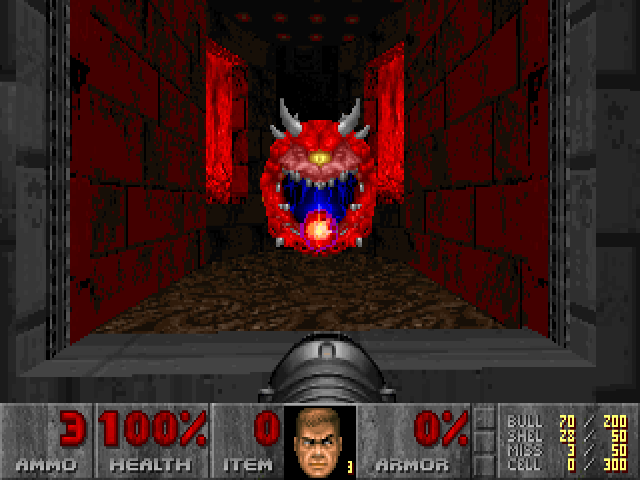 3 100% 0 3 0%
AMMO HEALTH ITEM ARMOR
BULL 70 / 200
SHEL 28 / 50
MISS 3 / 50
CELL 0 / 300